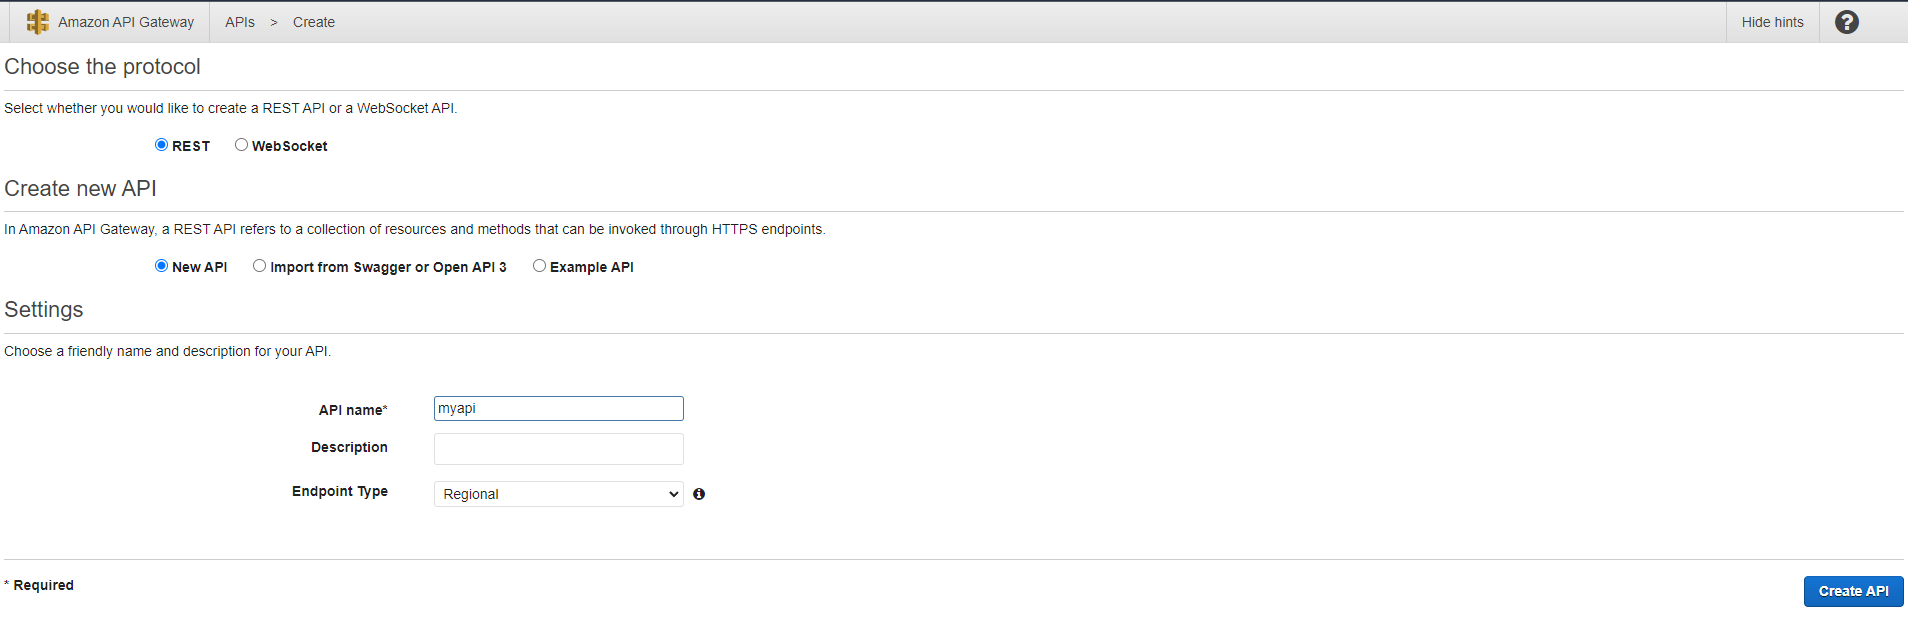 Amazon API Gateway APIs > Create Hide hints ?
Choose the protocol
Select whether you would like to create a REST API or a WebSocket API.
REST WebSocket
Create new API
In Amazon API Gateway, a REST API refers to a collection of resources and methods that can be invoked through HTTPS endpoints.
New API Import from Swagger or Open API 3 Example API
Settings
Choose a friendly name and description for your API.
API name* myapi
Description
Endpoint Type Regional
* Required
Create API